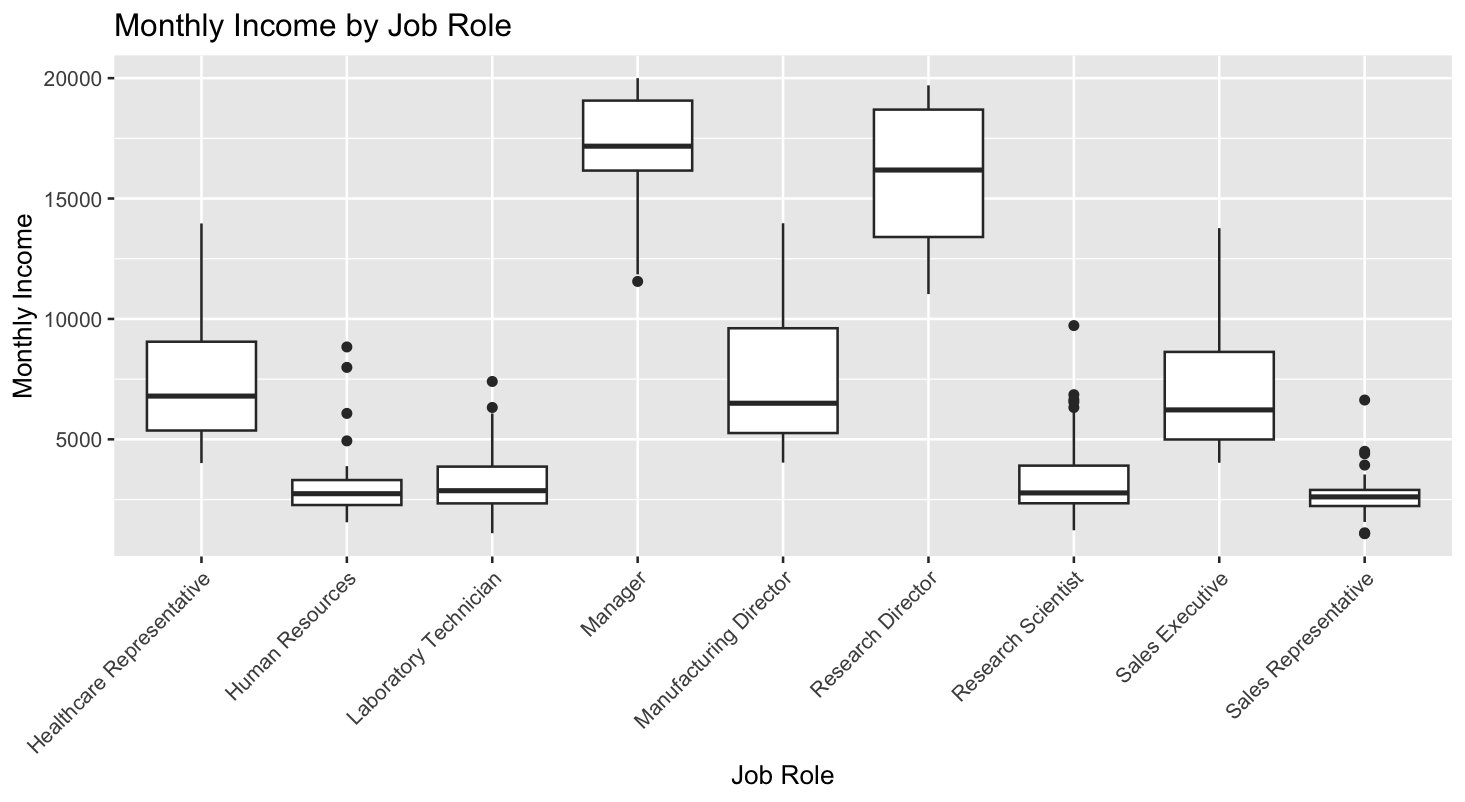 Monthly Income by Job Role
Monthly Income
20000
15000
10000
5000
Healthcare Representative
Human Resources
Laboratory Technician
Manager
Manufacturing Director
Research Director
Research Scientist
Sales Executive
Sales Representative
Job Role